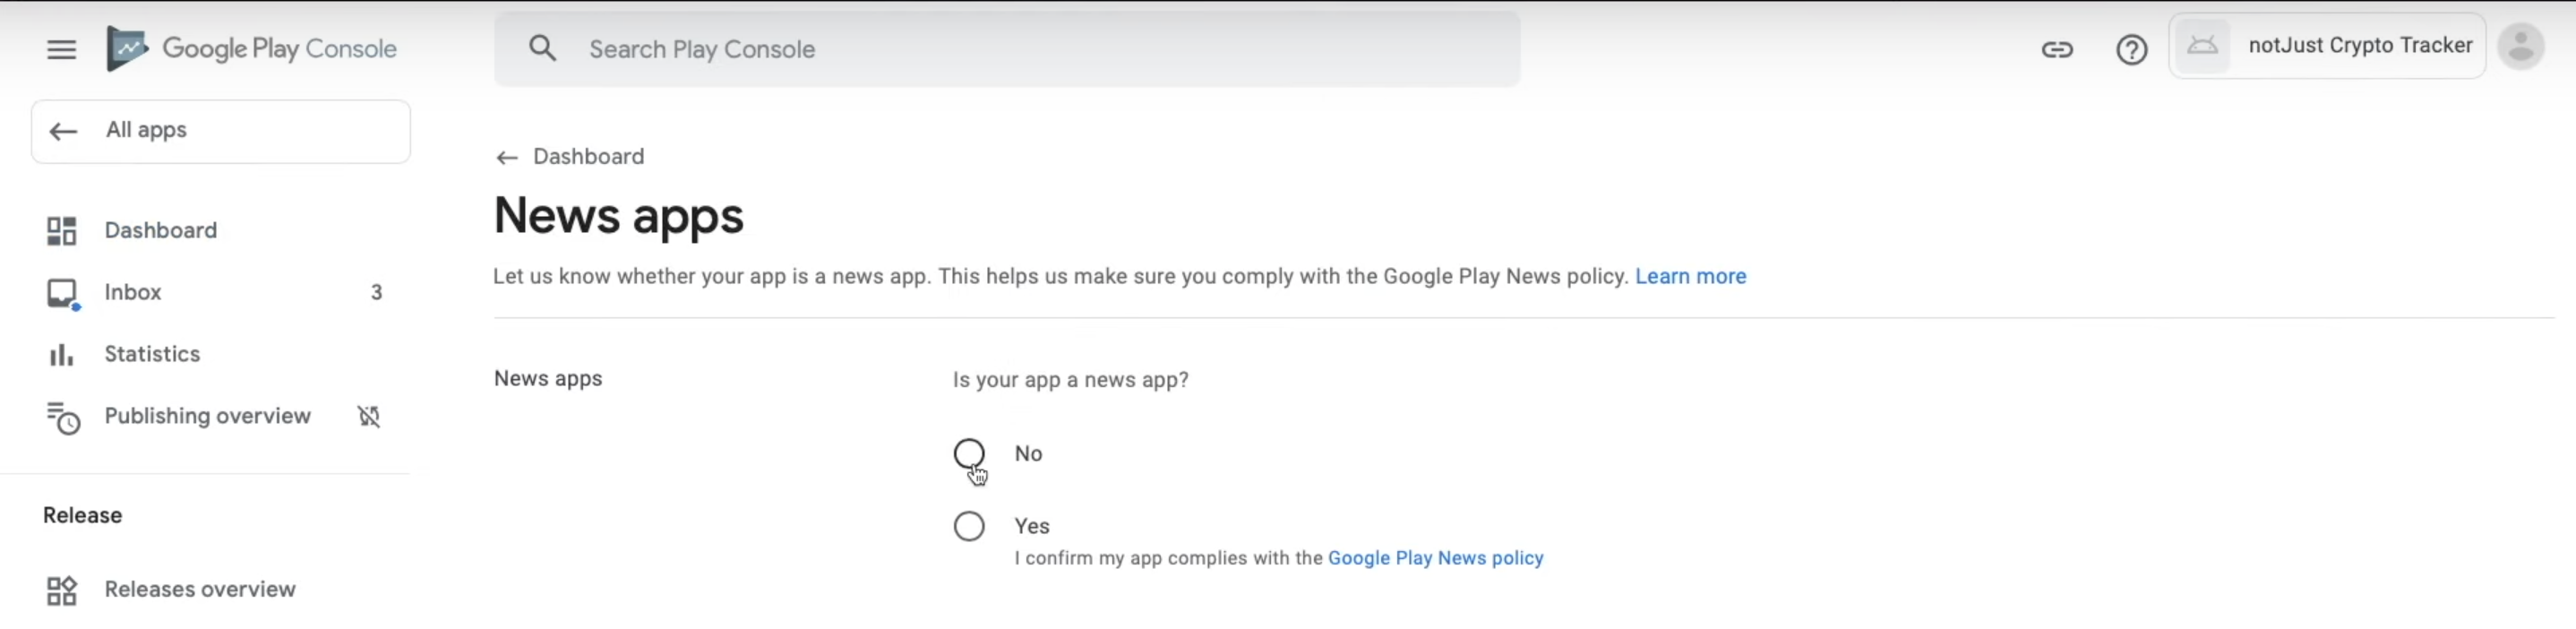 Google Play Console
Search Play Console
notJust Crypto Tracker
All apps
Dashboard
Inbox 3
Statistics
Publishing overview
Release
Releases overview
Dashboard
News apps
Let us know whether your app is a news app. This helps us make sure you comply with the Google Play News policy. Learn more
News apps
Is your app a news app?
No
Yes
I confirm my app complies with the Google Play News policy